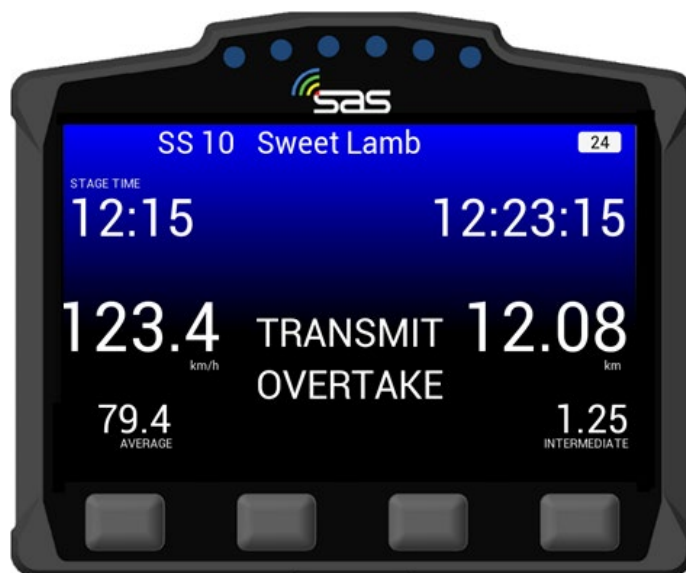 sas
SS 10 Sweet Lamb 24
STAGE TIME
12:15 12:23:15
123.4 km/h TRANSMIT 12.08 km
OVERTAKE
79.4 1.25
AVERAGE INTERMEDIATE